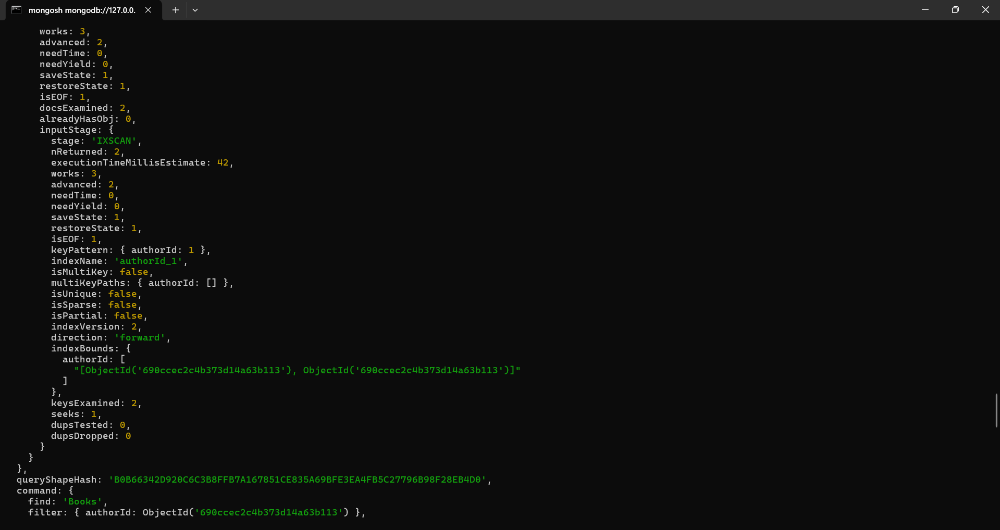 mongosh mongodb://127.0.0.
works: 3,
advanced: 2,
needTime: 0,
needYield: 0,
saveState: 1,
restoreState: 1,
isEOF: 1,
docsExamined: 2,
alreadyHasObj: 0,
inputStage: {
stage: 'IXSCAN',
nReturned: 2,
executionTimeMillisEstimate: 42,
works: 3,
advanced: 2,
needTime: 0,
needYield: 0,
saveState: 1,
restoreState: 1,
isEOF: 1,
keyPattern: { authorId: 1 },
indexName: 'authorId_1',
isMultiKey: false,
multiKeyPaths: { authorId: [] },
isUnique: false,
isSparse: false,
isPartial: false,
indexVersion: 2,
direction: 'forward',
indexBounds: {
authorId: [
"[ObjectId('690ccec2c4b373d14a63b113'), ObjectId('690ccec2c4b373d14a63b113')]"
]
},
keysExamined: 2,
seeks: 1,
dupsTested: 0,
dupsDropped: 0
}
}
},
queryShapeHash: 'B0B66342D920C6C3B8FFB7A167851CE835A69BFE3EA4FB5C27796B98F28EB4D0',
command: {
find: 'Books',
filter: { authorId: ObjectId('690ccec2c4b373d14a63b113') },